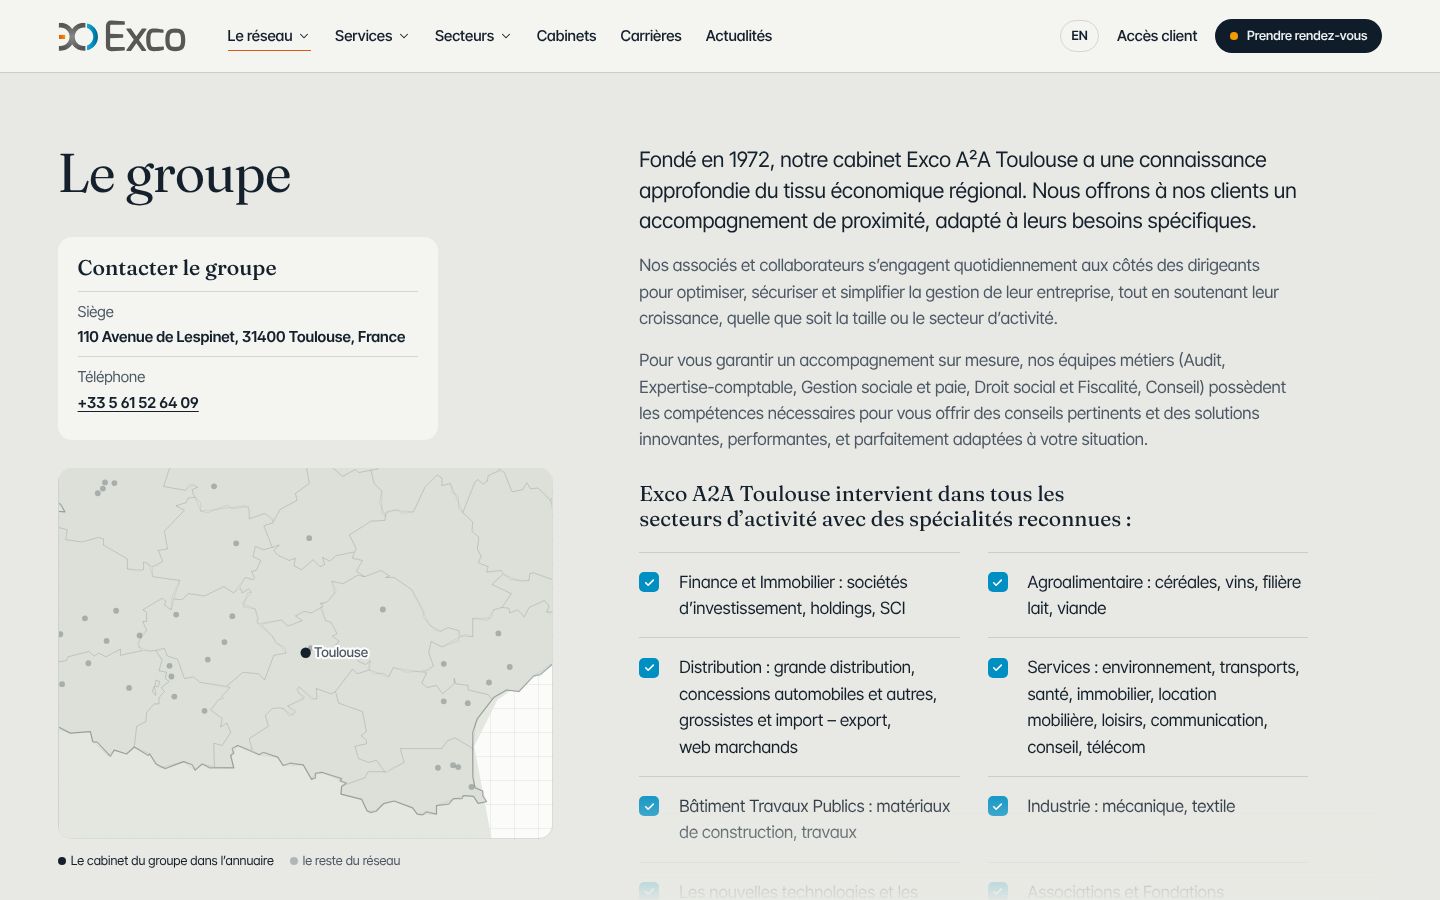 Exco
Le réseau
Services
Secteurs
Cabinets
Carrières
Actualités
EN
Accès client
Prendre rendez-vous
Le groupe
Contacter le groupe
Siège
110 Avenue de Lespinet, 31400 Toulouse, France
Téléphone
+33 5 61 52 64 09
Toulouse
Le cabinet du groupe dans l’annuaire
le reste du réseau
Fondé en 1972, notre cabinet Exco A²A Toulouse a une connaissance
approfondie du tissu économique régional. Nous offrons à nos clients un
accompagnement de proximité, adapté à leurs besoins spécifiques.
Nos associés et collaborateurs s’engagent quotidiennement aux côtés des dirigeants
pour optimiser, sécuriser et simplifier la gestion de leur entreprise, tout en soutenant leur
croissance, quelle que soit la taille ou le secteur d’activité.
Pour vous garantir un accompagnement sur mesure, nos équipes métiers (Audit,
Expertise-comptable, Gestion sociale et paie, Droit social et Fiscalité, Conseil) possèdent
les compétences nécessaires pour vous offrir des conseils pertinents et des solutions
innovantes, performantes, et parfaitement adaptées à votre situation.
Exco A2A Toulouse intervient dans tous les
secteurs d’activité avec des spécialités reconnues :
Finance et Immobilier : sociétés
d’investissement, holdings, SCI
Agroalimentaire : céréales, vins, filière
lait, viande
Distribution : grande distribution,
concessions automobiles et autres,
grossistes et import – export,
web marchands
Services : environnement, transports,
santé, immobilier, location
mobilière, loisirs, communication,
conseil, télécom
Bâtiment Travaux Publics : matériaux
de construction, travaux
Industrie : mécanique, textile
Les nouvelles technologies et les
Associations et Fondations